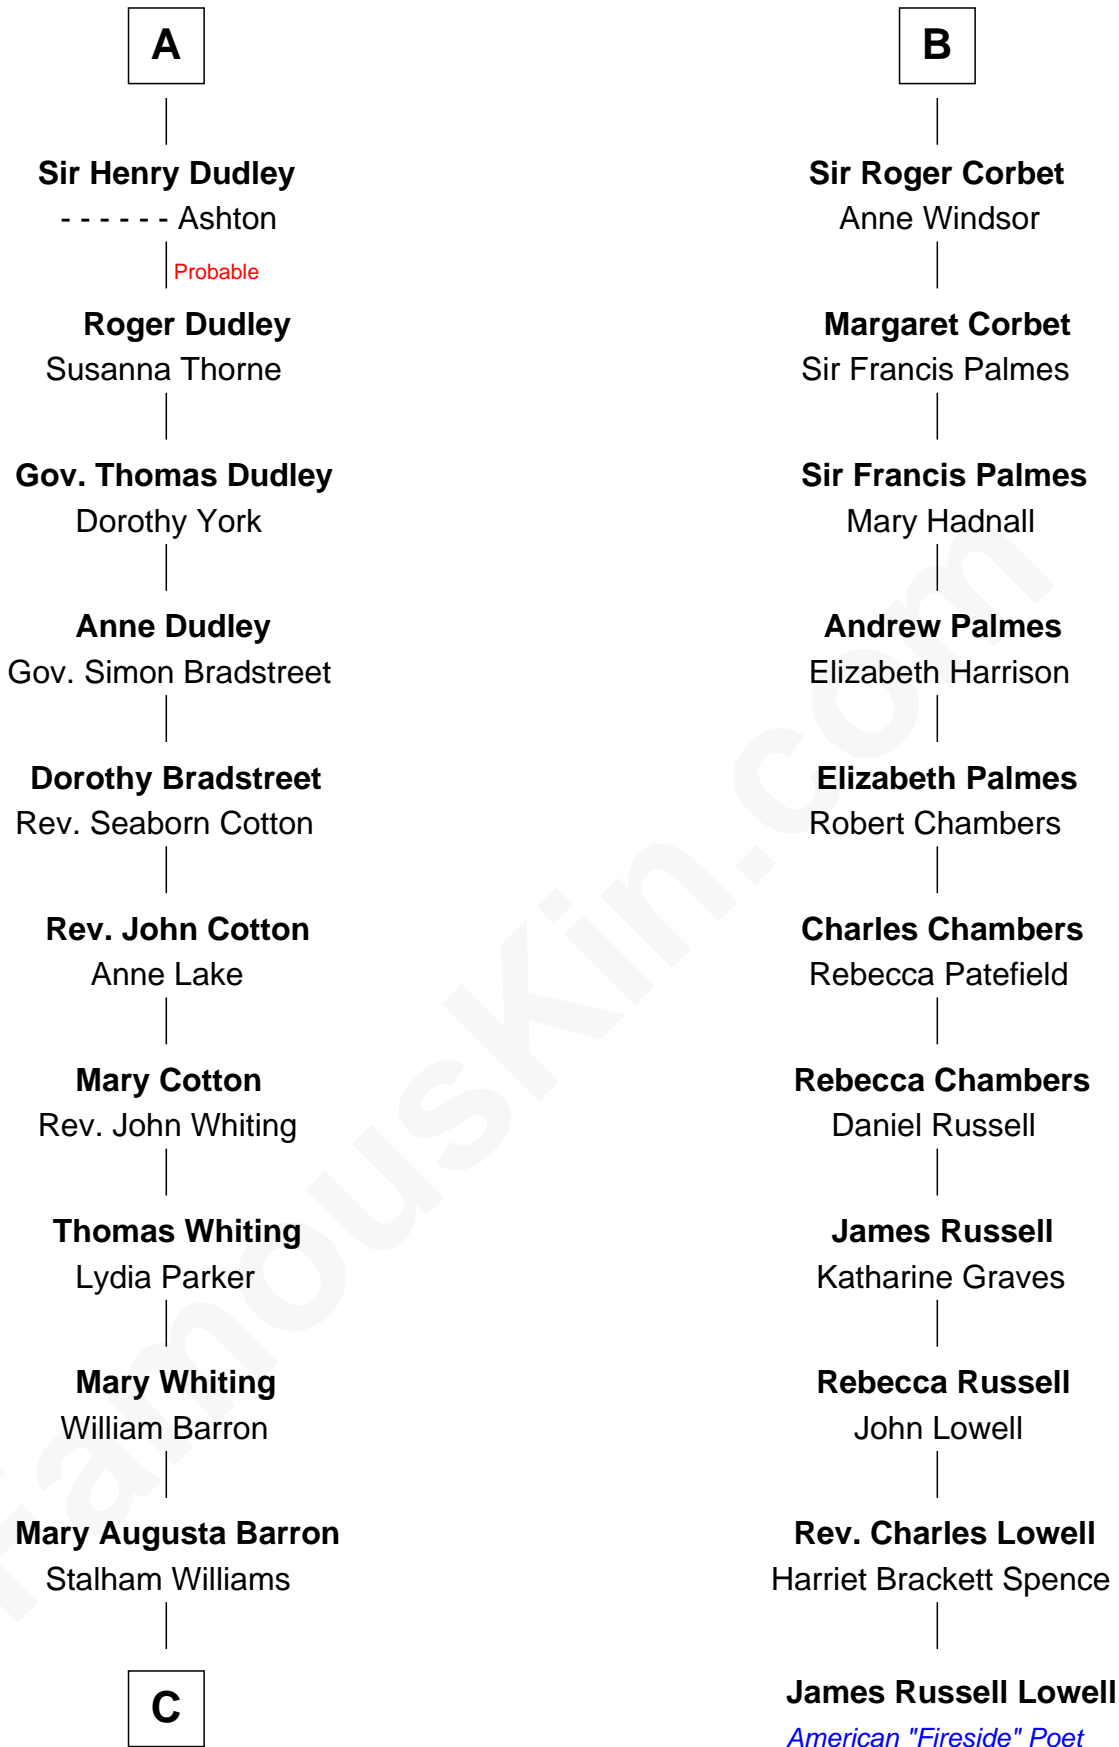 A
Sir Henry Dudley
- - - - - - Ashton
Probable
Roger Dudley
Susanna Thorne
Gov. Thomas Dudley
Dorothy York
Anne Dudley
Gov. Simon Bradstreet
Dorothy Bradstreet
Rev. Seaborn Cotton
Rev. John Cotton
Anne Lake
Mary Cotton
Rev. John Whiting
Thomas Whiting
Lydia Parker
Mary Whiting
William Barron
Mary Augusta Barron
Stalham Williams
C
B
Sir Roger Corbet
Anne Windsor
Margaret Corbet
Sir Francis Palmes
Sir Francis Palmes
Mary Hadnall
Andrew Palmes
Elizabeth Harrison
Elizabeth Palmes
Robert Chambers
Charles Chambers
Rebecca Patefield
Rebecca Chambers
Daniel Russell
James Russell
Katharine Graves
Rebecca Russell
John Lowell
Rev. Charles Lowell
Harriet Brackett Spence
James Russell Lowell
American "Fireside" Poet
FamousKin.com